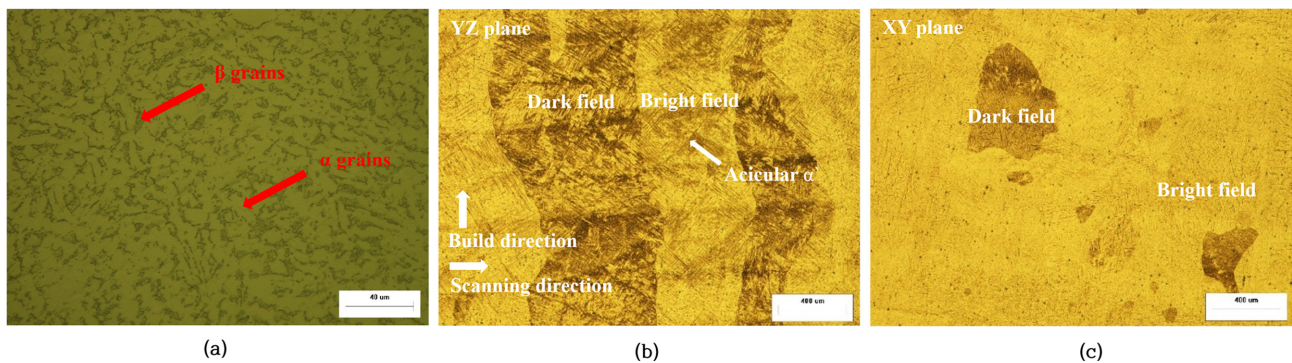 β grains
α grains
40 um
(a)
YZ plane
Dark field
Bright field
Acicular α`
Build direction
Scanning direction
400 um
(b)
XY plane
Dark field
Bright field
400 um
(c)